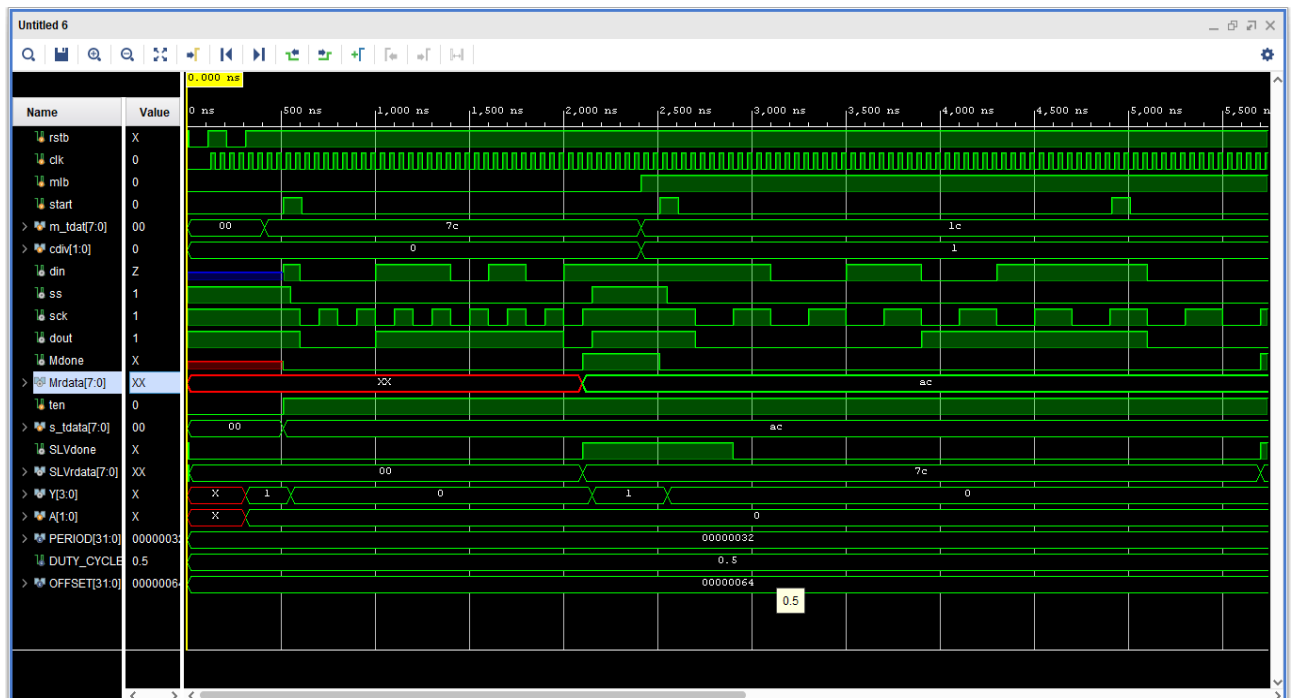 Untitled 6
0.000 ns
Name Value 0 ns 500 ns 1,000 ns 1,500 ns 2,000 ns 2,500 ns 3,000 ns 3,500 ns 4,000 ns 4,500 ns 5,000 ns 5,500 n
rstb X
clk 0
mlb 0
start 0
m_tdat[7:0] 00 00 7c 1c
cdiv[1:0] 0 0 1
din Z
ss 1
sck 1
dout 1
Mdone X
Mrdata[7:0] XX XX ac
ten 0
s_tdata[7:0] 00 00 ac
SLVdone X
SLVrdata[7:0] XX 00 7c
Y[3:0] X X 1 0 1 0
A[1:0] X X 0
PERIOD[31:0] 0000003 00000032
DUTY_CYCLE 0.5 0.5
OFFSET[31:0] 0000006 00000064
0.5